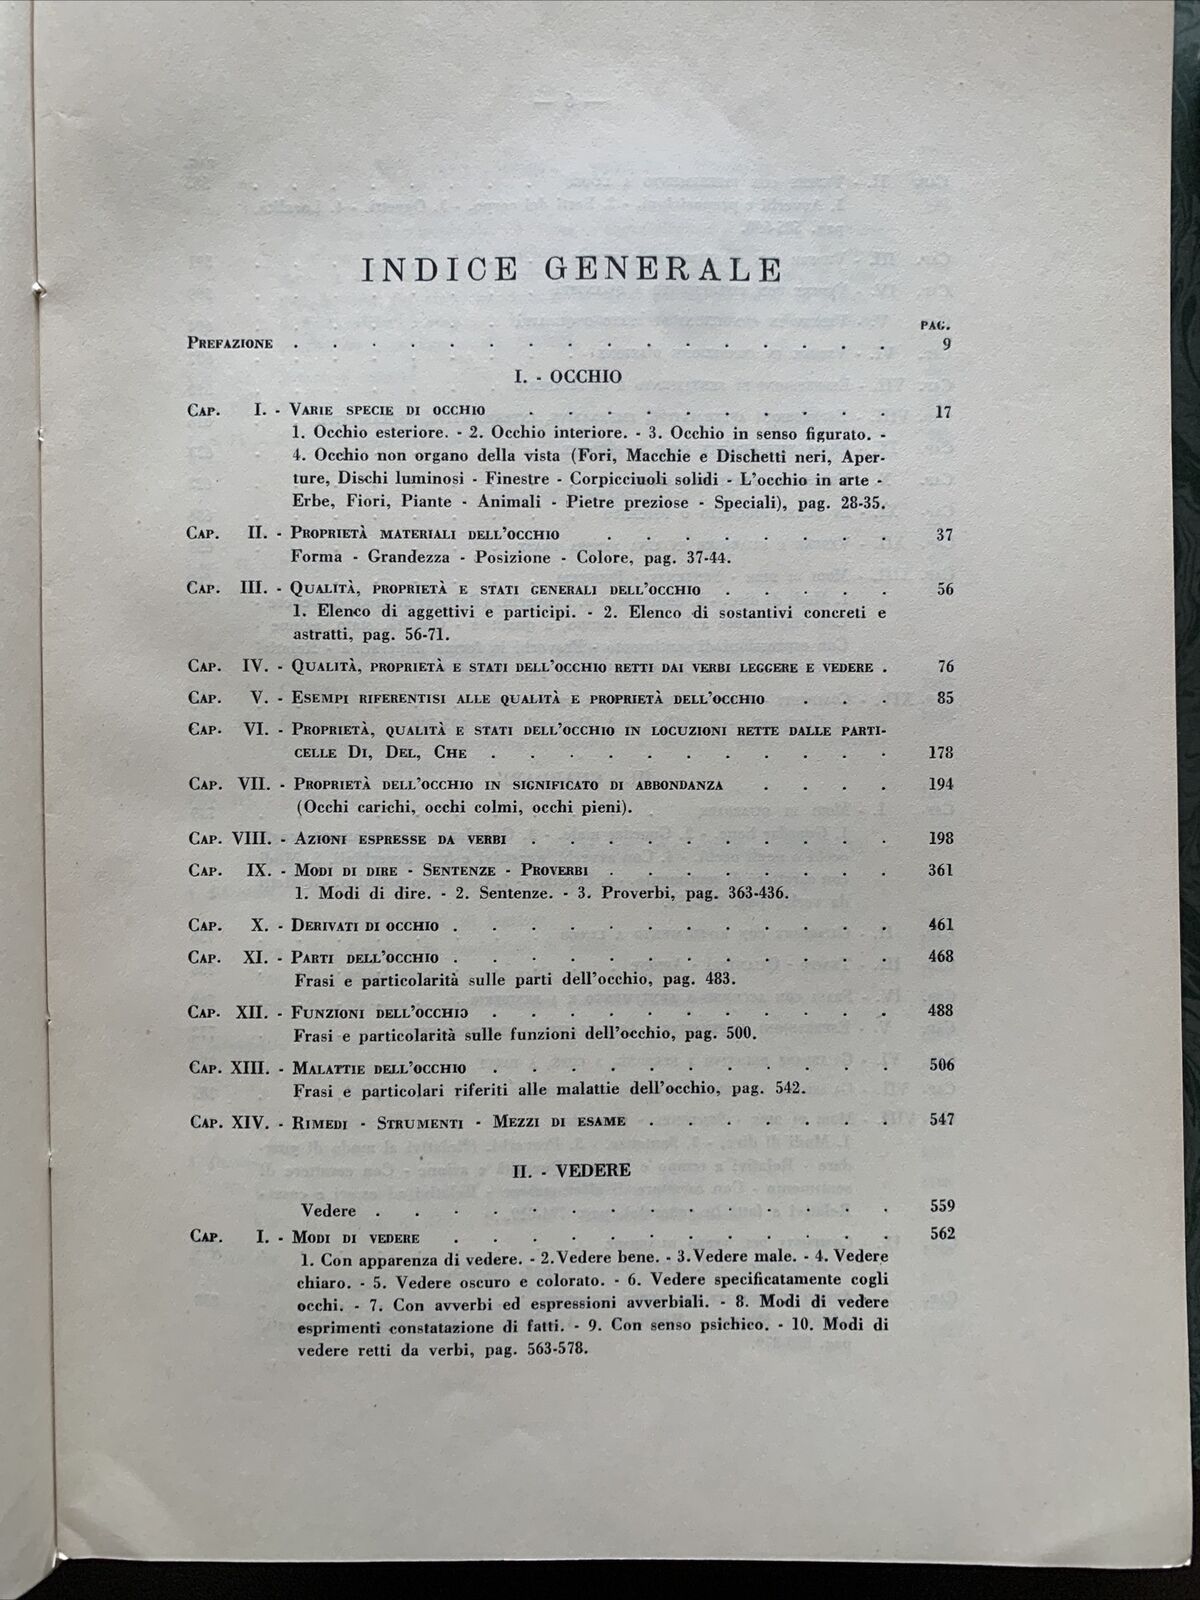 INDICE GENERALE
PAG.
PREFAZIONE . . . . . . . . . . . . . . . . 9
I. - OCCHIO
CAP. I. - VARIE SPECIE DI OCCHIO . . . . . . . . . . 17
1. Occhio esteriore. - 2. Occhio interiore. - 3. Occhio in senso figurato. -
4. Occhio non organo della vista (Fori, Macchie e Dischetti neri, Aper-
ture, Dischi luminosi - Finestre - Corpicciuoli solidi - L'occhio in arte -
Erbe, Fiori, Piante - Animali - Pietre preziose - Speciali), pag. 28-35.
CAP. II. - PROPRIETÀ MATERIALI DELL'OCCHIO . . . . . . . . 37
Forma - Grandezza - Posizione - Colore, pag. 37-44.
CAP. III. - QUALITÀ, PROPRIETÀ E STATI GENERALI DELL'OCCHIO . . . . . 56
1. Elenco di aggettivi e participi. - 2. Elenco di sostantivi concreti e
astratti, pag. 56-71.
CAP. IV. - QUALITÀ, PROPRIETÀ E STATI DELL'OCCHIO RETTI DAI VERBI LEGGERE E VEDERE . 76
CAP. V. - ESEMPI RIFERENTISI ALLE QUALITÀ E PROPRIETÀ DELL'OCCHIO . . . 85
CAP. VI. - PROPRIETÀ, QUALITÀ E STATI DELL'OCCHIO IN LOCUZIONI RETTE DALLE PARTI-
CELLE DI, DEL, CHE . . . . . . . . . . . 178
CAP. VII. - PROPRIETÀ DELL'OCCHIO IN SIGNIFICATO DI ABBONDANZA . . . . 194
(Occhi carichi, occhi colmi, occhi pieni).
CAP. VIII. - AZIONI ESPRESSE DA VERBI . . . . . . . . . . 198
CAP. IX. - MODI DI DIRE - SENTENZE - PROVERBI . . . . . . . . 361
1. Modi di dire. - 2. Sentenze. - 3. Proverbi, pag. 363-436.
CAP. X. - DERIVATI DI OCCHIO . . . . . . . . . . . . 461
CAP. XI. - PARTI DELL'OCCHIO . . . . . . . . . . . . 468
Frasi e particolarità sulle parti dell'occhio, pag. 483.
CAP. XII. - FUNZIONI DELL'OCCHIO . . . . . . . . . . . 488
Frasi e particolarità sulle funzioni dell'occhio, pag. 500.
CAP. XIII. - MALATTIE DELL'OCCHIO . . . . . . . . . . . 506
Frasi e particolari riferiti alle malattie dell'occhio, pag. 542.
CAP. XIV. - RIMEDI - STRUMENTI - MEZZI DI ESAME . . . . . . . 547
II. - VEDERE
Vedere . . . . . . . . . . . . . . 559
CAP. I. - MODI DI VEDERE . . . . . . . . . . . . 562
1. Con apparenza di vedere. - 2. Vedere bene. - 3. Vedere male. - 4. Vedere
chiaro. - 5. Vedere oscuro e colorato. - 6. Vedere specificatamente cogli
occhi. - 7. Con avverbi ed espressioni avverbiali. - 8. Modi di vedere
esprimenti constatazione di fatti. - 9. Con senso psichico. - 10. Modi di
vedere retti da verbi, pag. 563-578.